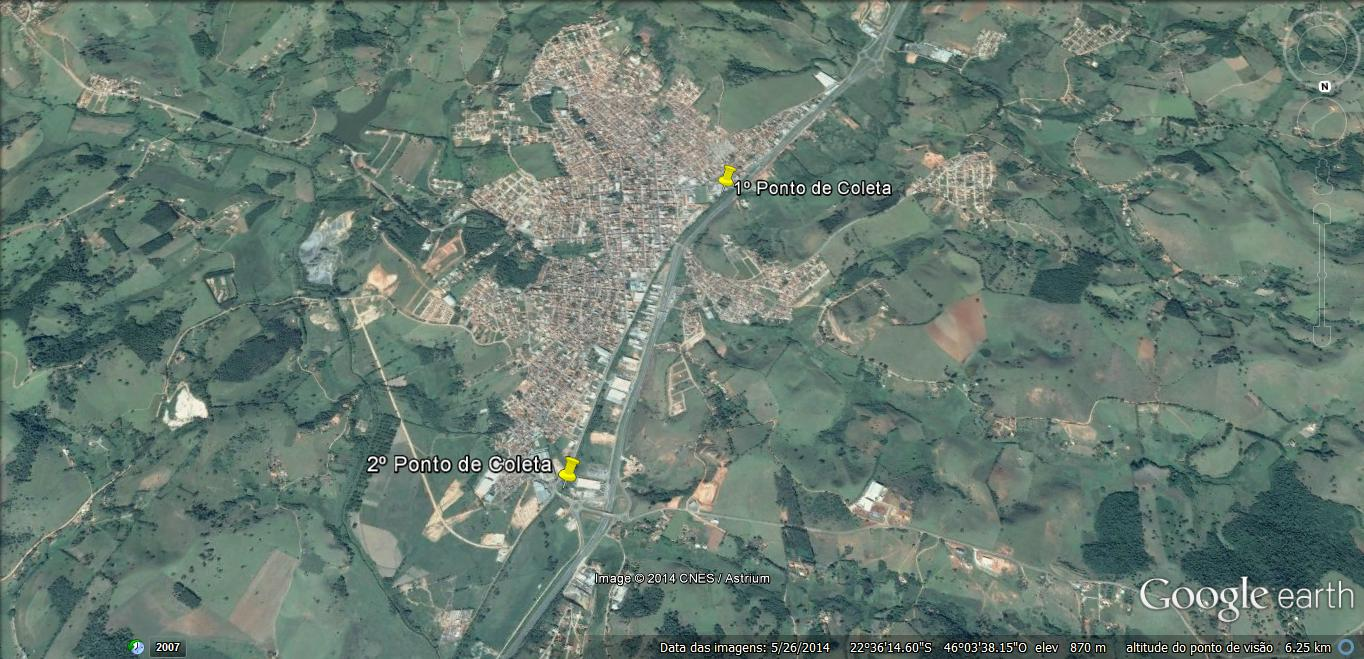 N
1º Ponto de Coleta
2º Ponto de Coleta
Image © 2014 CNES / Astrium
Google earth
2007
Data das imagens: 5/26/2014 22°36'14.60"S 46°03'38.15"O elev 870 m altitude do ponto de visão 6.25 km